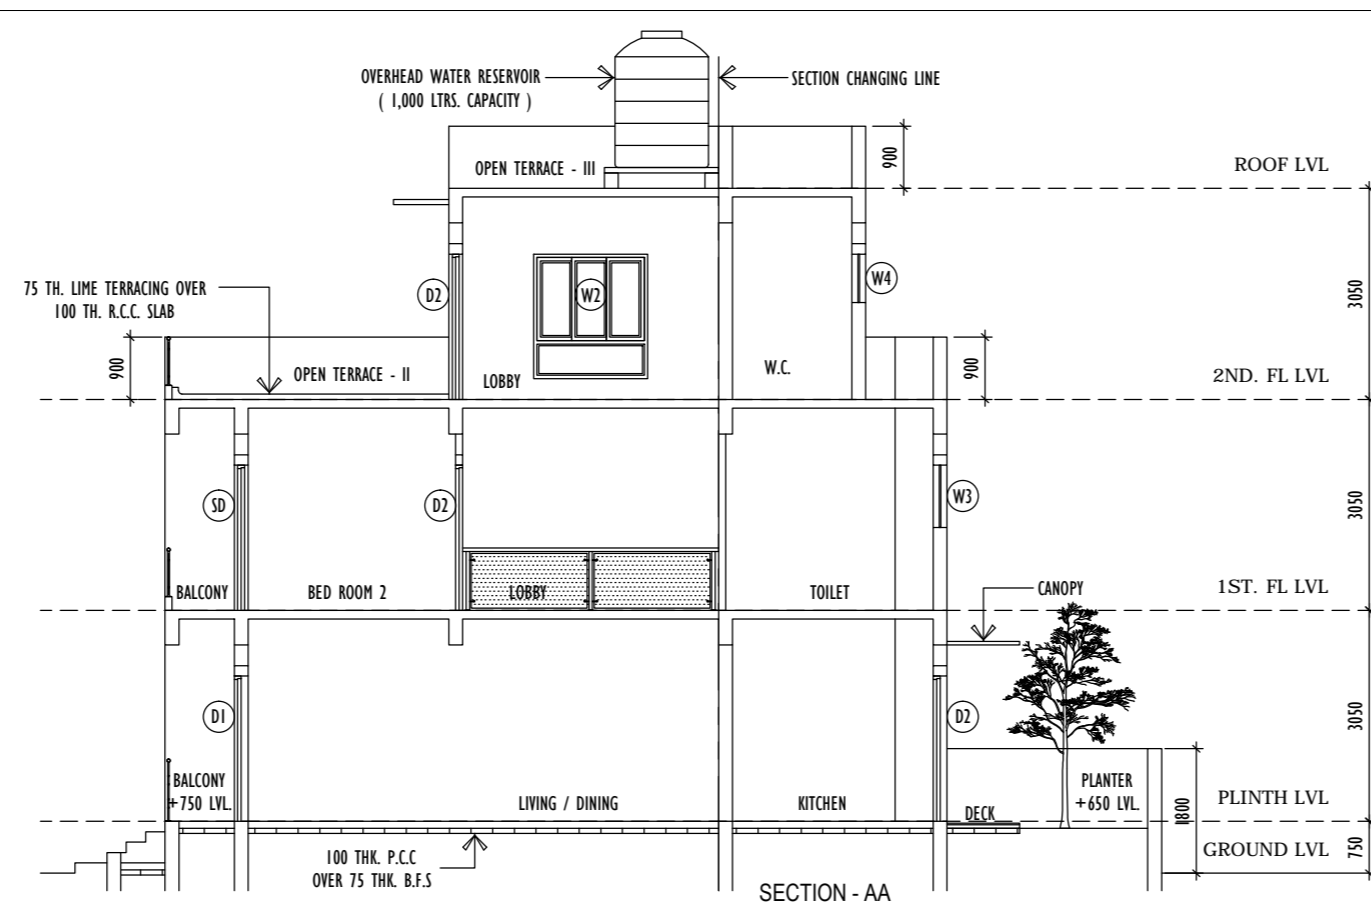 OVERHEAD WATER RESERVOIR
( 1,000 LTRS. CAPACITY )
SECTION CHANGING LINE
OPEN TERRACE - III
900
ROOF LVL
75 TH. LIME TERRACING OVER
100 TH. R.C.C. SLAB
D2
W2
W4
3050
900
OPEN TERRACE - II
LOBBY
W.C.
900
2ND. FL LVL
SD
D2
W3
3050
BALCONY
BED ROOM 2
LOBBY
TOILET
CANOPY
1ST. FL LVL
D1
D2
3050
BALCONY
+750 LVL.
LIVING / DINING
KITCHEN
DECK
PLANTER
+650 LVL.
1800
PLINTH LVL
GROUND LVL
750
100 THK. P.C.C
OVER 75 THK. B.F.S
SECTION - AA